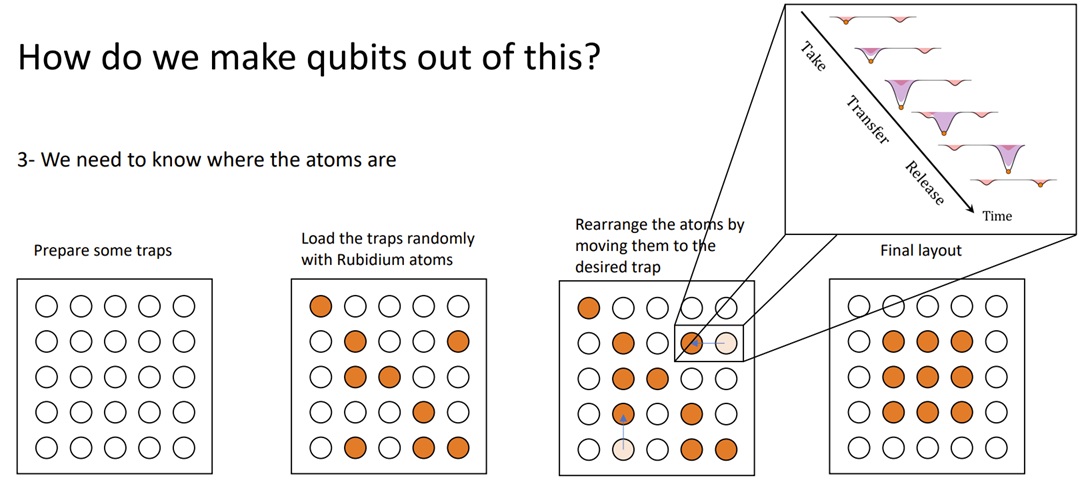 How do we make qubits out of this?
3- We need to know where the atoms are
Prepare some traps
Load the traps randomly
with Rubidium atoms
Rearrange the atoms by
moving them to the
desired trap
Take
Transfer
Release
Time
Final layout